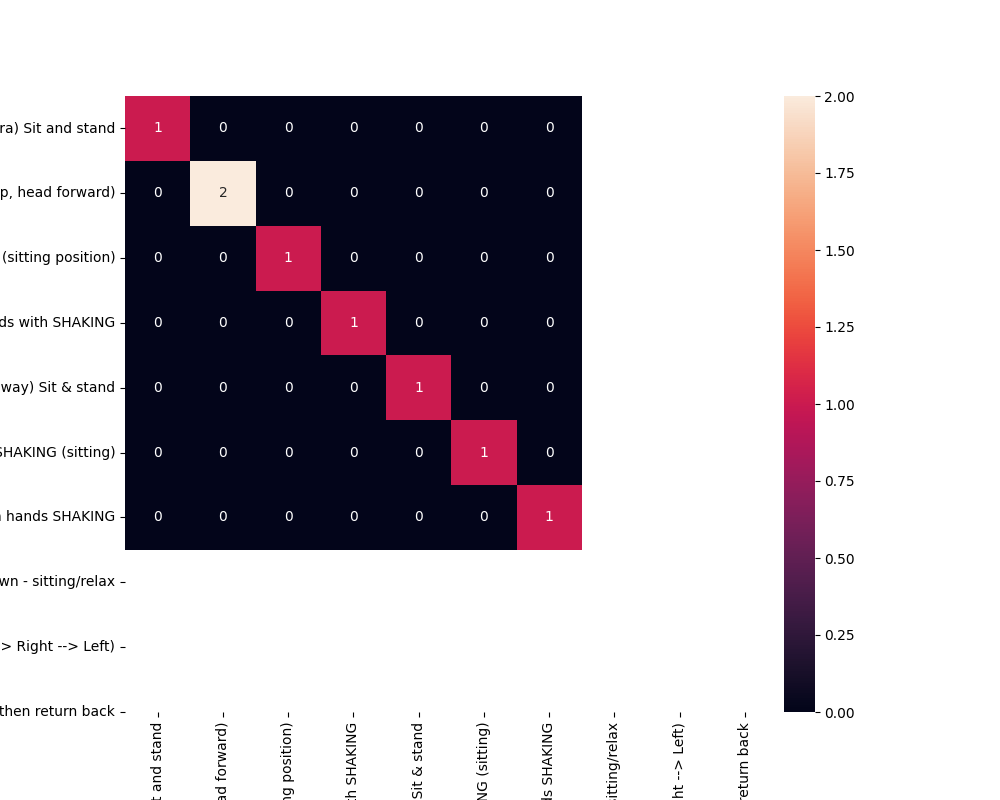 ra) Sit and stand
1 0 0 0 0 0 0
p, head forward)
0 2 0 0 0 0 0
(sitting position)
0 0 1 0 0 0 0
ds with SHAKING
0 0 0 1 0 0 0
way) Sit & stand
0 0 0 0 1 0 0
SHAKING (sitting)
0 0 0 0 0 1 0
hands SHAKING
0 0 0 0 0 0 1
wn - sitting/relax
> Right --> Left)
then return back
t and stand
ad forward)
ng position)
th SHAKING
Sit & stand
NG (sitting)
ds SHAKING
sitting/relax
ht --> Left)
return back
2.00
1.75
1.50
1.25
1.00
0.75
0.50
0.25
0.00